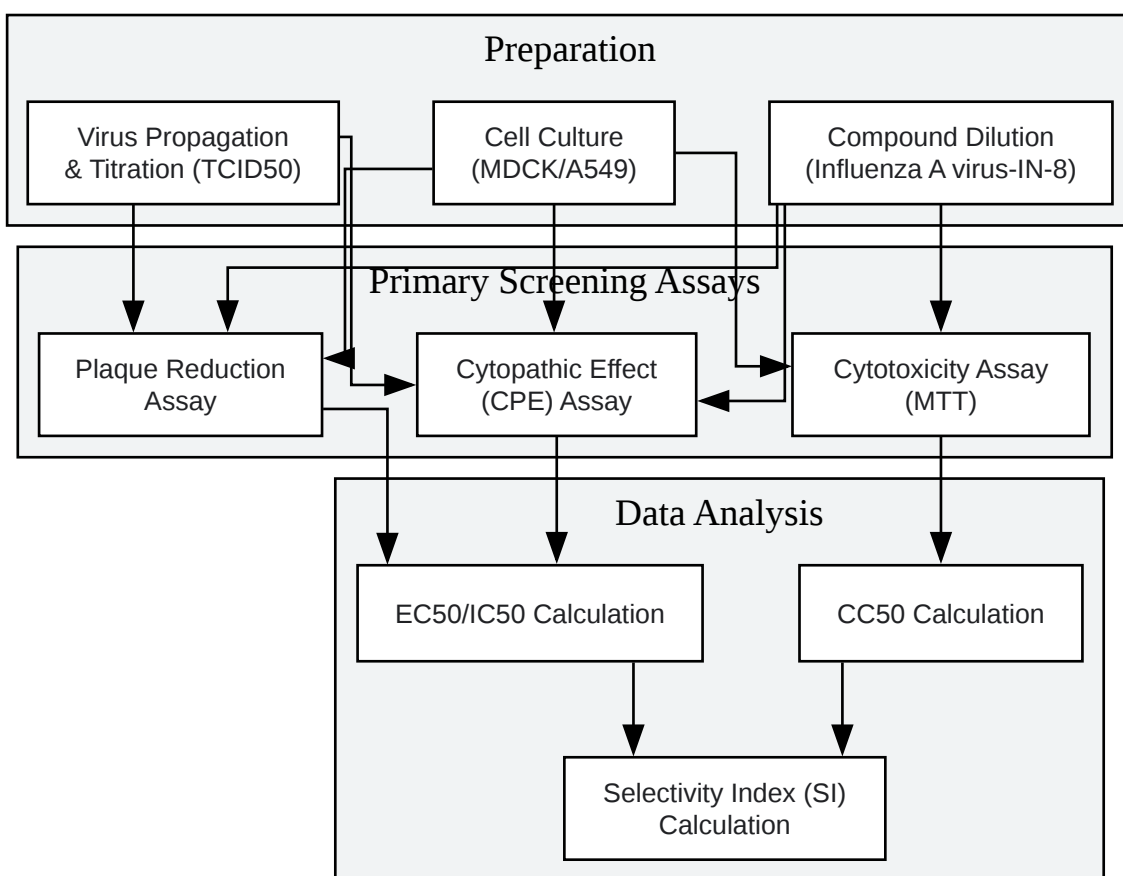 Preparation
Virus Propagation
& Titration (TCID50)
Cell Culture
(MDCK/A549)
Compound Dilution
(Influenza A virus-IN-8)
Primary Screening Assays
Plaque Reduction
Assay
Cytopathic Effect
(CPE) Assay
Cytotoxicity Assay
(MTT)
Data Analysis
EC50/IC50 Calculation
CC50 Calculation
Selectivity Index (SI)
Calculation